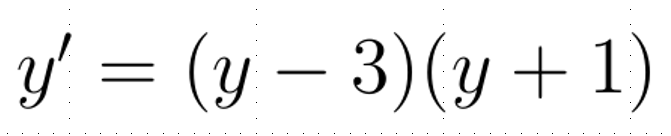 y′ = (y − 3)(y + 1)